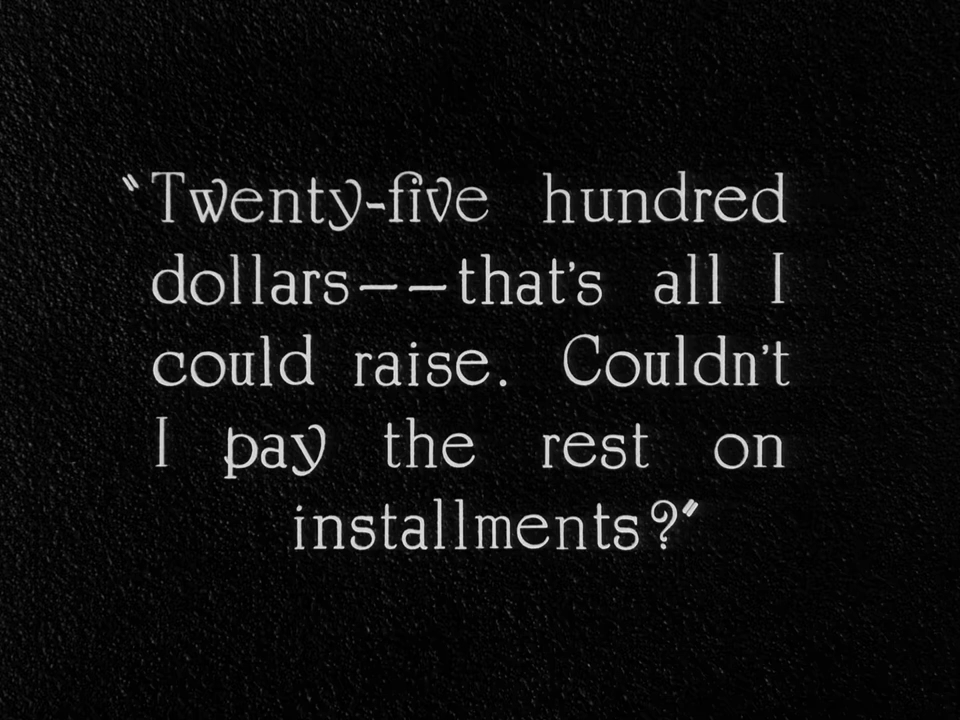 "Twenty-five hundred
dollars——that's all I
could raise. Couldn't
I pay the rest on
installments?"